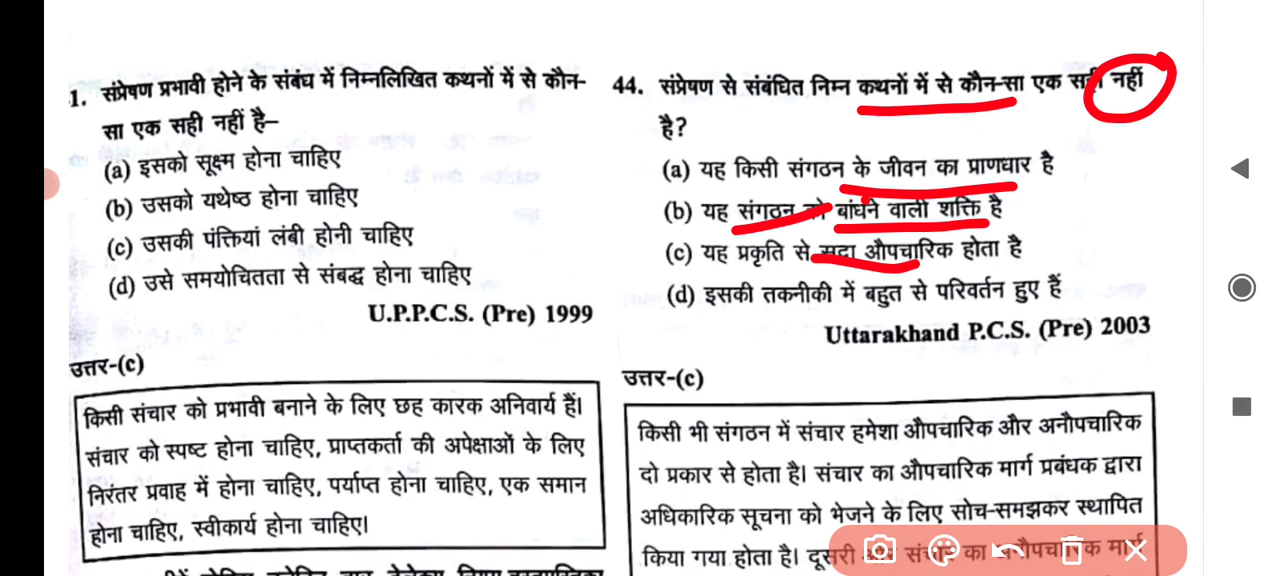 1. संप्रेषण प्रभावी होने के संबंध में निम्नलिखित कथनों में से कौन-
सा एक सही नहीं है–
(a) इसको सूक्ष्म होना चाहिए
(b) उसको यथेष्ठ होना चाहिए
(c) उसकी पंक्तियां लंबी होनी चाहिए
(d) उसे समयोचितता से संबद्ध होना चाहिए
U.P.P.C.S. (Pre) 1999
उत्तर-(c)
किसी संचार को प्रभावी बनाने के लिए छह कारक अनिवार्य हैं।
संचार को स्पष्ट होना चाहिए, प्राप्तकर्ता की अपेक्षाओं के लिए
निरंतर प्रवाह में होना चाहिए, पर्याप्त होना चाहिए, एक समान
होना चाहिए, स्वीकार्य होना चाहिए।
44. संप्रेषण से संबंधित निम्न कथनों में से कौन-सा एक सही नहीं
है?
(a) यह किसी संगठन के जीवन का प्राणधार है
(b) यह संगठन को बांधने वाली शक्ति है
(c) यह प्रकृति से सदा औपचारिक होता है
(d) इसकी तकनीकी में बहुत से परिवर्तन हुए हैं
Uttarakhand P.C.S. (Pre) 2003
उत्तर-(c)
किसी भी संगठन में संचार हमेशा औपचारिक और अनौपचारिक
दो प्रकार से होता है। संचार का औपचारिक मार्ग प्रबंधक द्वारा
अधिकारिक सूचना को भेजने के लिए सोच-समझकर स्थापित
किया गया होता है। दूसरी ओर संचार का अनौपचारिक मार्ग